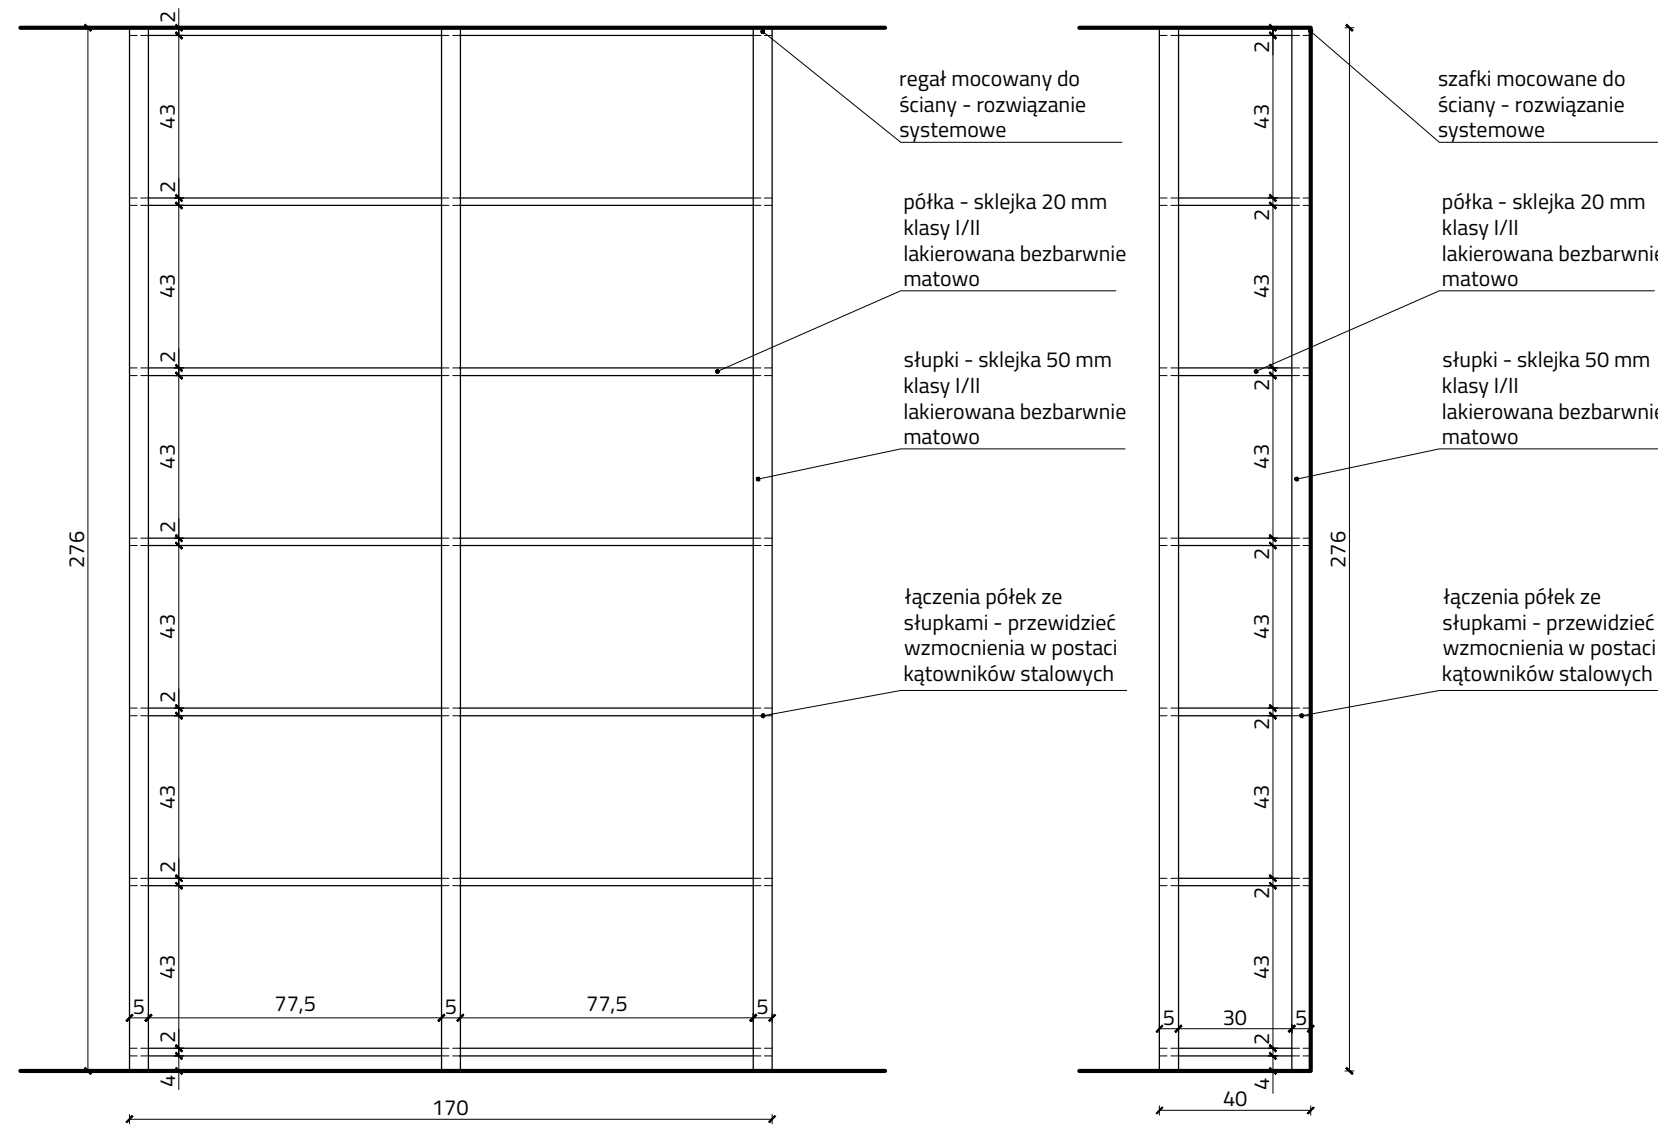 2
43
2
43
2
43
2
43
2
43
2
43
2
4
276
5
77,5
5
77,5
5
170
regał mocowany do
ściany - rozwiązanie
systemowe
półka - sklejka 20 mm
klasy I/II
lakierowana bezbarwnie
matowo
słupki - sklejka 50 mm
klasy I/II
lakierowana bezbarwnie
matowo
łączenia półek ze
słupkami - przewidzieć
wzmocnienia w postaci
kątowników stalowych
2
43
2
43
2
43
2
43
2
43
2
43
2
4
5
30
5
40
276
szafki mocowane do
ściany - rozwiązanie
systemowe
półka - sklejka 20 mm
klasy I/II
lakierowana bezbarwnie
matowo
słupki - sklejka 50 mm
klasy I/II
lakierowana bezbarwnie
matowo
łączenia półek ze
słupkami - przewidzieć
wzmocnienia w postaci
kątowników stalowych